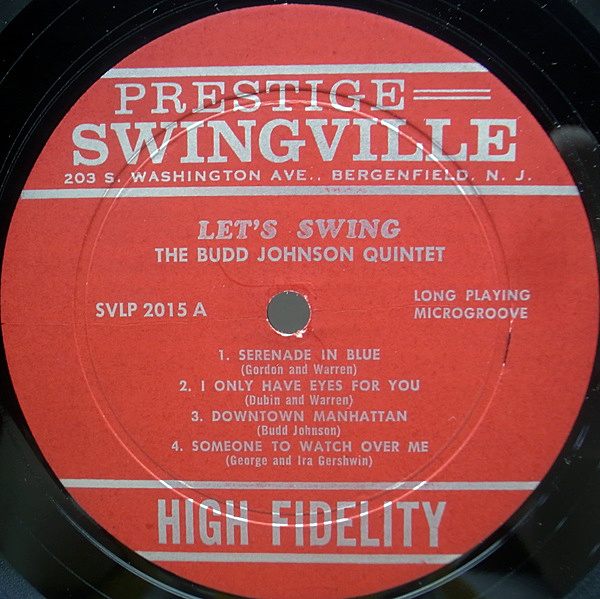 PRESTIGE
SWINGVILLE
203 S. WASHINGTON AVE., BERGENFIELD, N. J.
LET'S SWING
THE BUDD JOHNSON QUINTET
SVLP 2015 A
LONG PLAYING
MICROGROOVE
1. SERENADE IN BLUE
(Gordon and Warren)
2. I ONLY HAVE EYES FOR YOU
(Dubin and Warren)
3. DOWNTOWN MANHATTAN
(Budd Johnson)
4. SOMEONE TO WATCH OVER ME
(George and Ira Gershwin)
HIGH FIDELITY